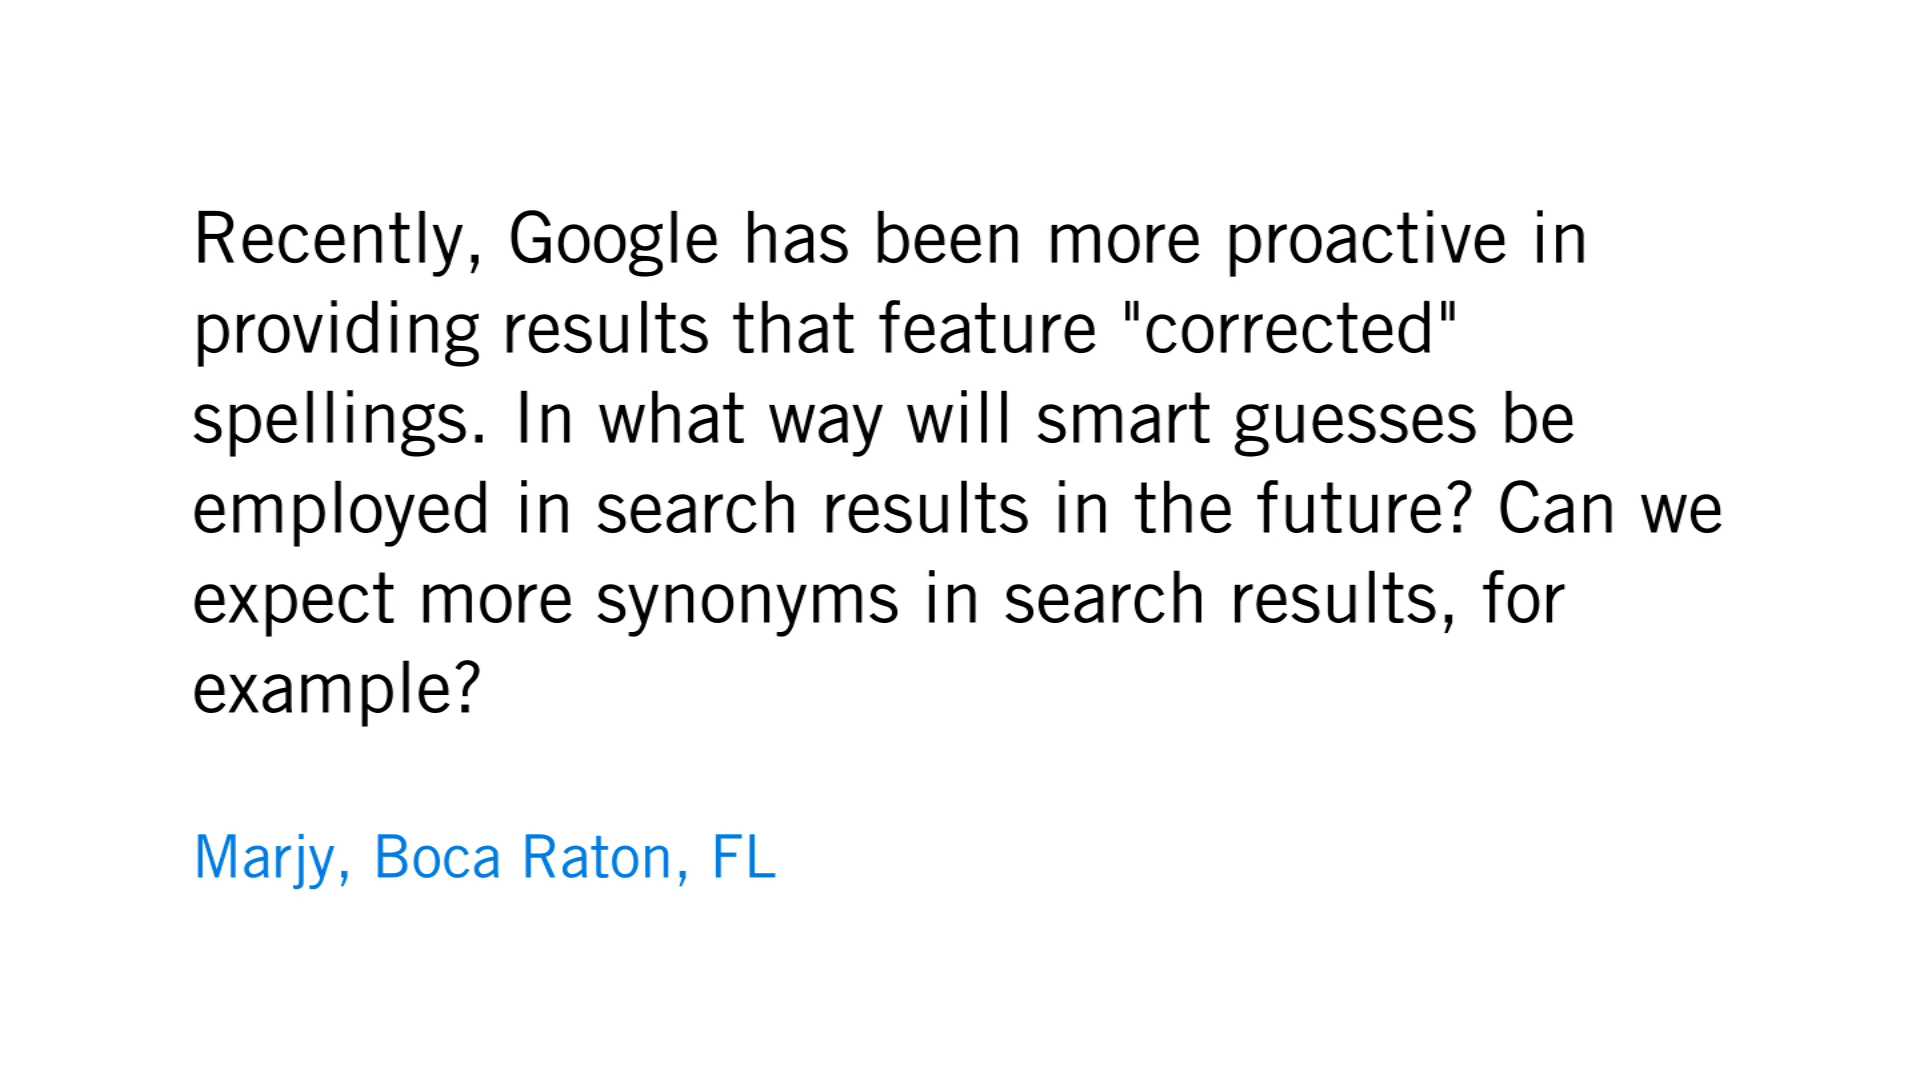 Recently, Google has been more proactive in
providing results that feature "corrected"
spellings. In what way will smart guesses be
employed in search results in the future? Can we
expect more synonyms in search results, for
example?
Marjy, Boca Raton, FL